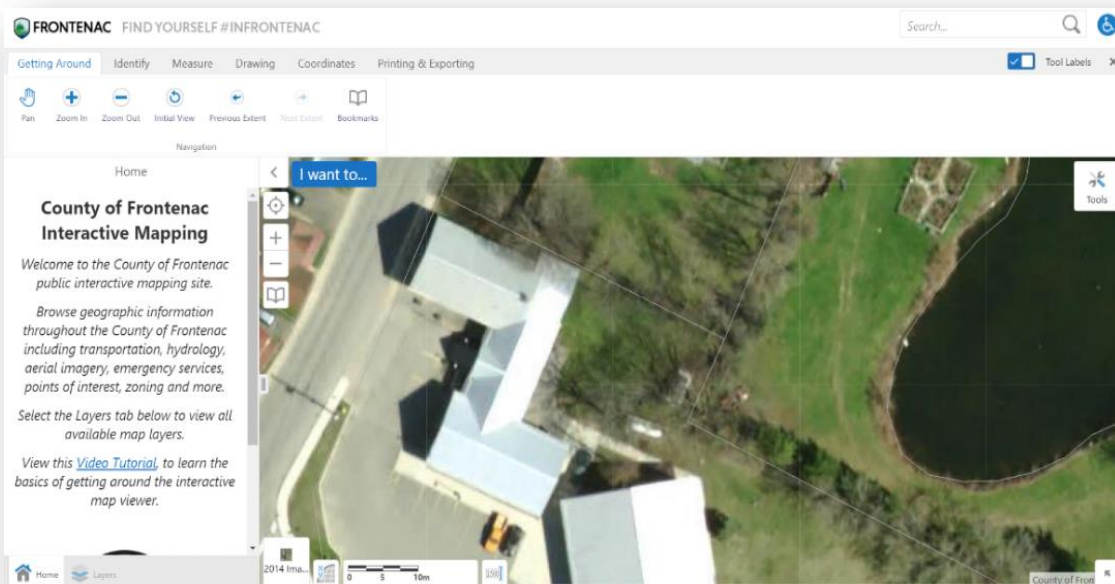 FRONTENAC FIND YOURSELF #INFRONTENAC
Search...
Getting Around Identify Measure Drawing Coordinates Printing & Exporting
Tool Labels
Pan Zoom In Zoom Out Initial View Previous Extent Next Extent Bookmarks
Navigation
Home
I want to...
Tools
County of Frontenac
Interactive Mapping
Welcome to the County of Frontenac
public interactive mapping site.
Browse geographic information
throughout the County of Frontenac
including transportation, hydrology,
aerial imagery, emergency services,
points of interest, zoning and more.
Select the Layers tab below to view all
available map layers.
View this Video Tutorial, to learn the
basics of getting around the interactive
map viewer.
Home Layers
2014 Ima...
0 5 10m
County of Fron